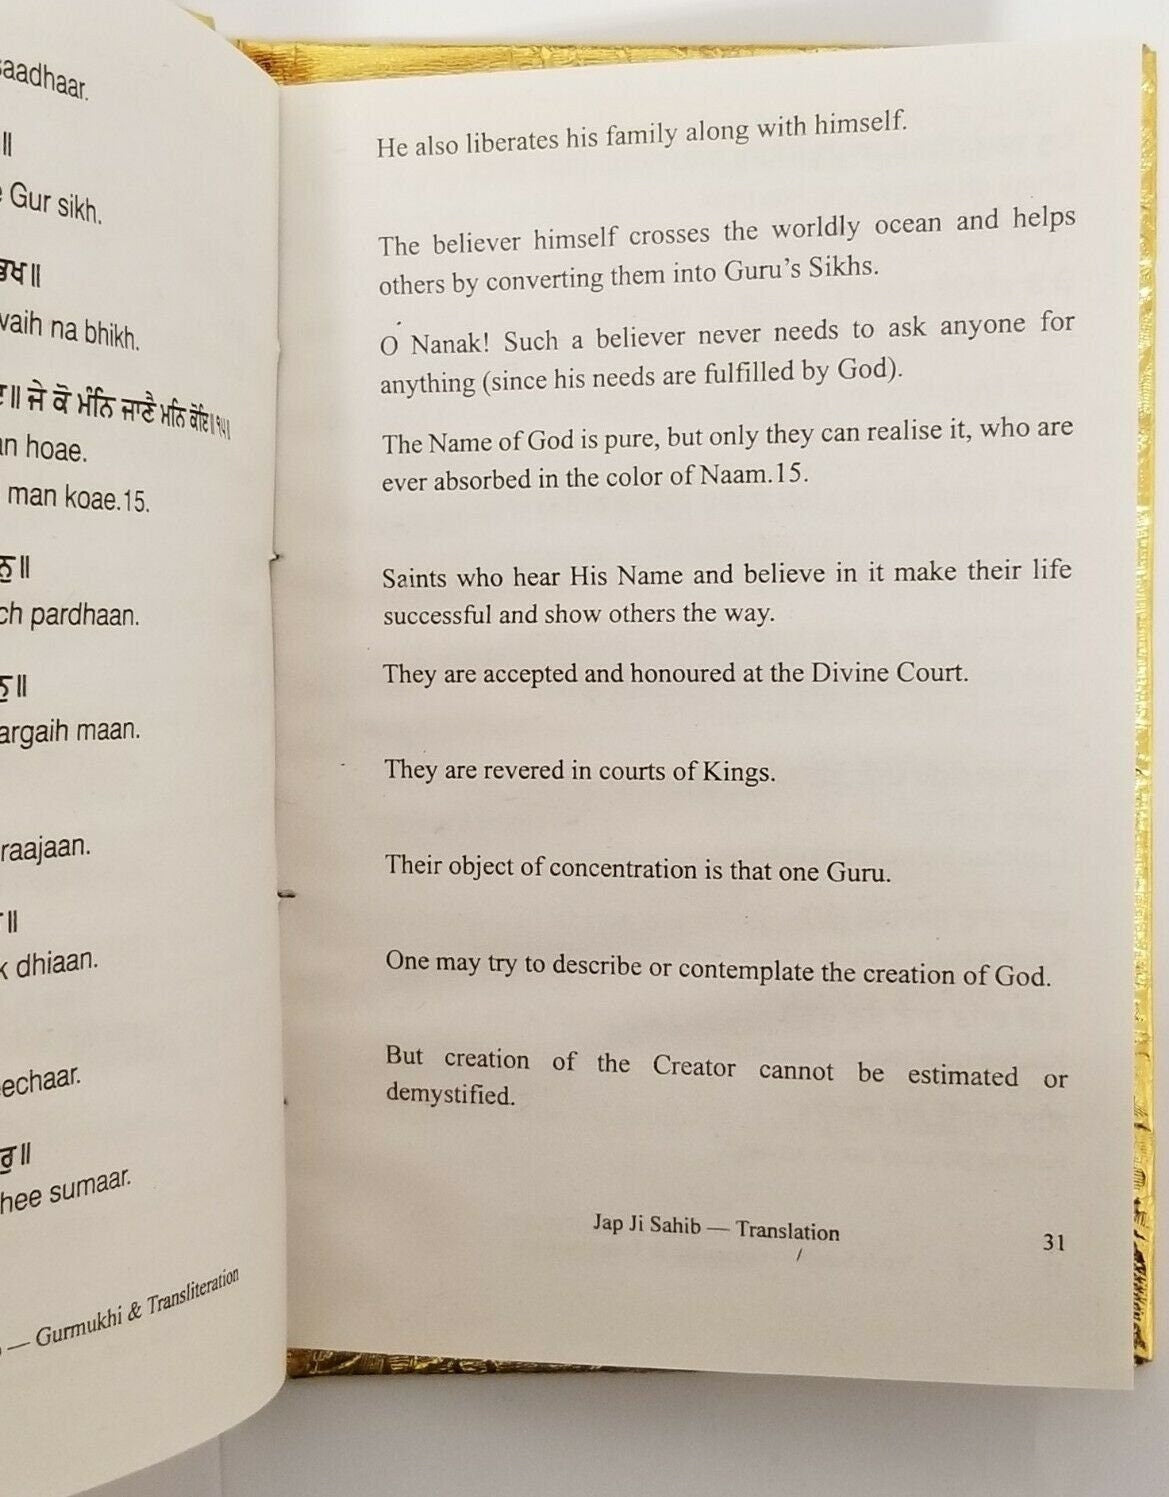 saadhaar.
॥
Gur sikh.
ਭਖ॥
vaih na bhikh.
॥ ਜੇ ਕੋ ਮੰਨਿ ਜਾਣੈ ਮਨਿ ਕੋਇ॥੧੫॥
an hoae.
man koae.15.
ਨੁ॥
ch pardhaan.
ਨੁ॥
argaih maan.
raajaan.
॥
k dhiaan.
eechaar.
ਰੁ॥
hee sumaar.
— Gurmukhi & Transliteration
He also liberates his family along with himself.
The believer himself crosses the worldly ocean and helps
others by converting them into Guru's Sikhs.
O Nanak! Such a believer never needs to ask anyone for
anything (since his needs are fulfilled by God).
The Name of God is pure, but only they can realise it, who are
ever absorbed in the color of Naam.15.
Saints who hear His Name and believe in it make their life
successful and show others the way.
They are accepted and honoured at the Divine Court.
They are revered in courts of Kings.
Their object of concentration is that one Guru.
One may try to describe or contemplate the creation of God.
But creation of the Creator cannot be estimated or
demystified.
Jap Ji Sahib — Translation
31